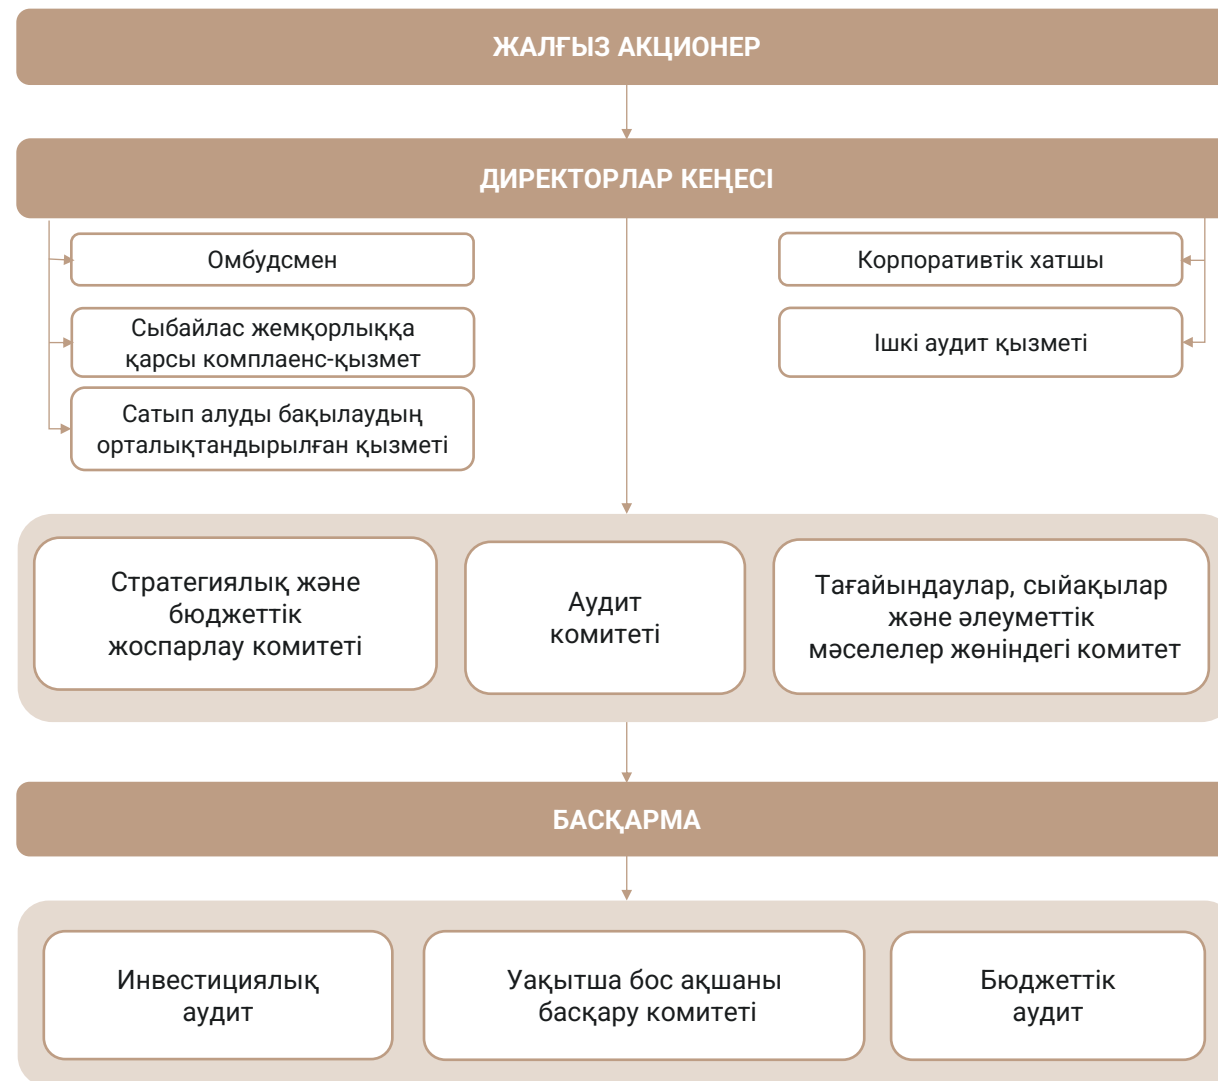 ЖАЛҒЫЗ АКЦИОНЕР
ДИРЕКТОРЛАР КЕҢЕСІ
Омбудсмен
Сыбайлас жемқорлыққа
қарсы комплаенс-қызмет
Сатып алуды бақылаудың
орталықтандырылған қызметі
Корпоративтік хатшы
Ішкі аудит қызметі
Стратегиялық және
бюджеттік
жоспарлау комитеті
Аудит
комитеті
Тағайындаулар, сыйақылар
және әлеуметтік
мәселелер жөніндегі комитет
БАСҚАРМА
Инвестициялық
аудит
Уақытша бос ақшаны
басқару комитеті
Бюджеттік
аудит